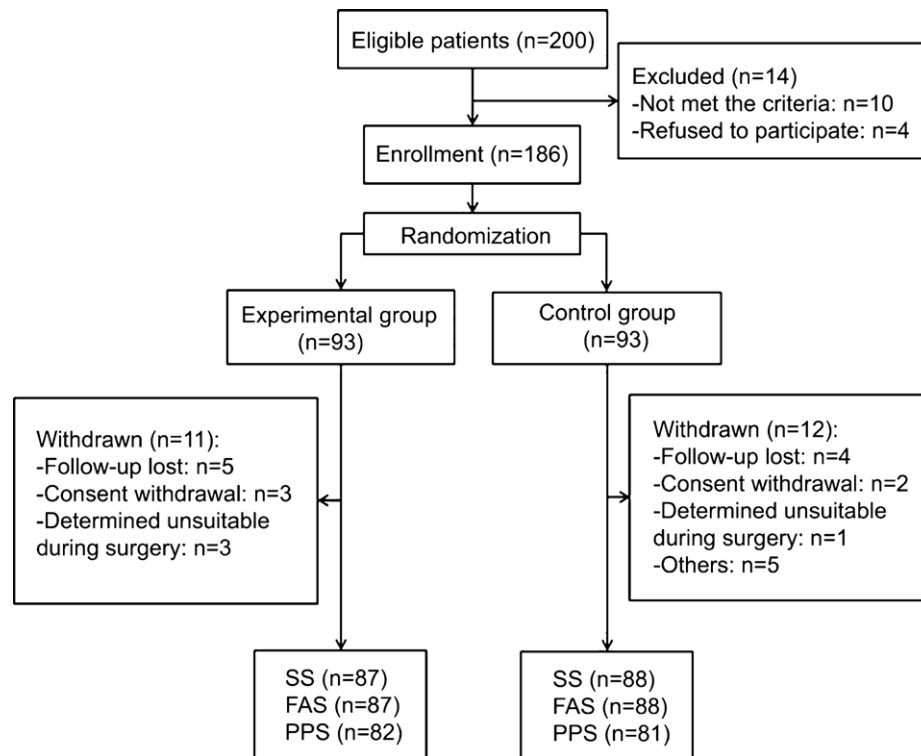 Eligible patients (n=200)
Excluded (n=14)
-Not met the criteria: n=10
-Refused to participate: n=4
Enrollment (n=186)
Randomization
Experimental group
(n=93)
Control group
(n=93)
Withdrawn (n=11):
-Follow-up lost: n=5
-Consent withdrawal: n=3
-Determined unsuitable
during surgery: n=3
Withdrawn (n=12):
-Follow-up lost: n=4
-Consent withdrawal: n=2
-Determined unsuitable
during surgery: n=1
-Others: n=5
SS (n=87)
FAS (n=87)
PPS (n=82)
SS (n=88)
FAS (n=88)
PPS (n=81)